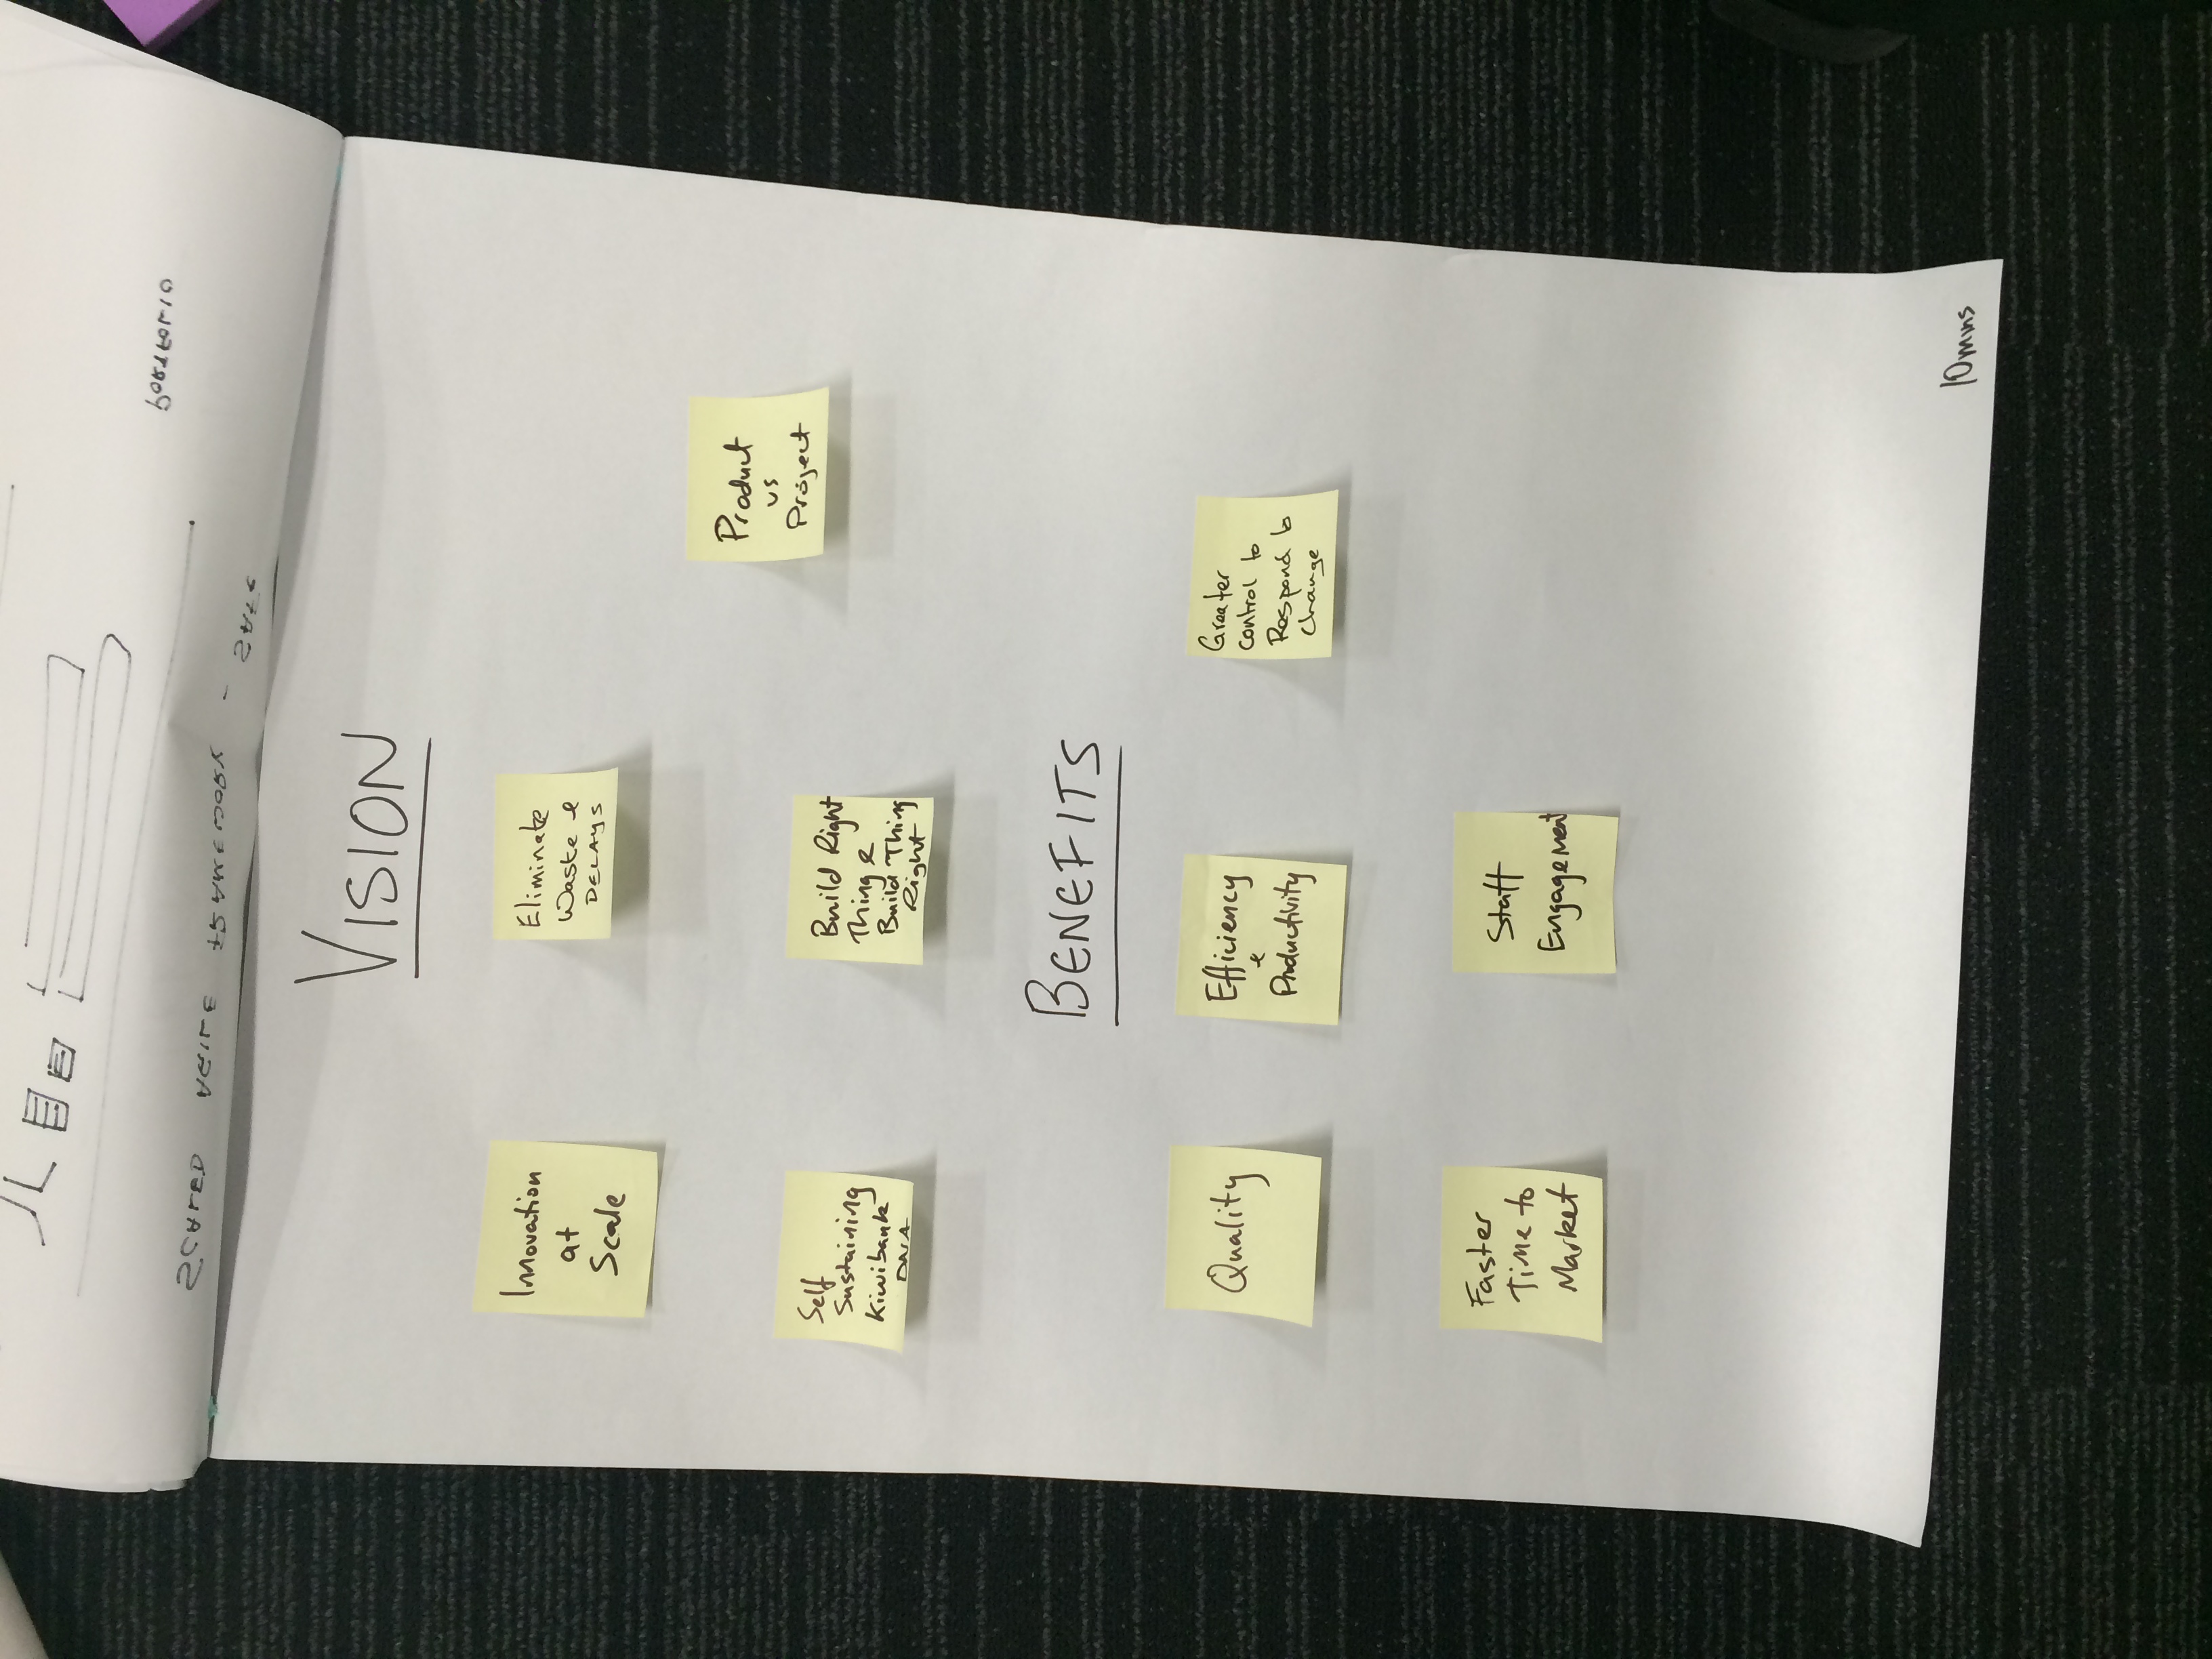 PORTFOLIO
SCALED AGILE FRAMEWORK - SAFe
VISION
Innovation
at
Scale
Eliminate
Waste &
DELAYS
Product
vs
Project
Self
Sustaining
Kiwibank
DNA
Build Right
Thing &
Build Thing
Right
BENEFITS
Quality
Efficiency
&
Productivity
Greater
control to
Respond to
change
Faster
Time to
Market
Staff
Engagement
10mins